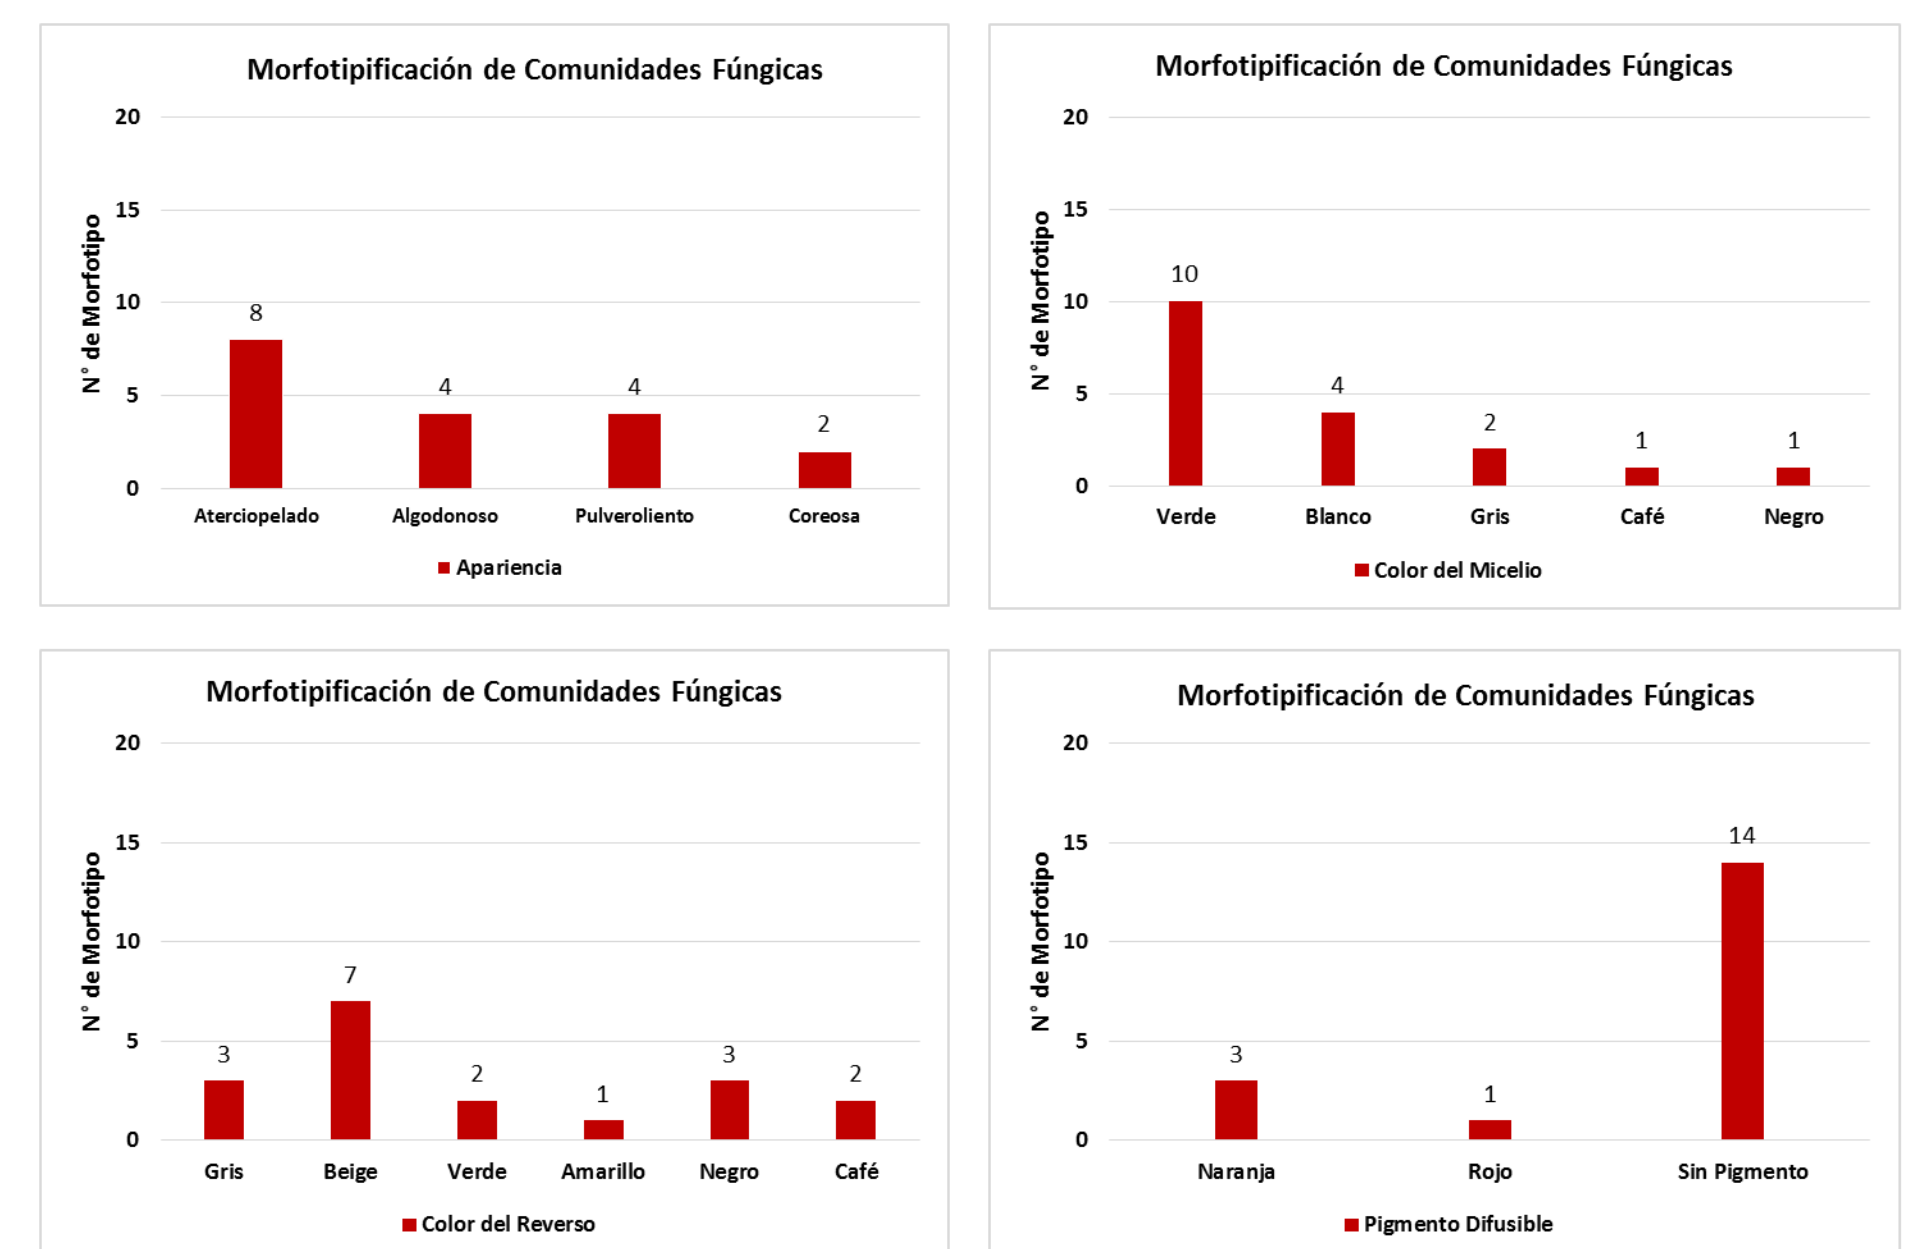 Morfotipificación de Comunidades Fúngicas
20
15
10
5
0
N° de Morfotipo
8
4
4
2
Aterciopelado Algodonoso Pulveroliento Coreosa
Apariencia
Morfotipificación de Comunidades Fúngicas
20
15
10
5
0
N° de Morfotipo
10
4
2
1
1
Verde Blanco Gris Café Negro
Color del Micelio
Morfotipificación de Comunidades Fúngicas
20
15
10
5
0
N° de Morfotipo
3
7
2
1
3
2
Gris Beige Verde Amarillo Negro Café
Color del Reverso
Morfotipificación de Comunidades Fúngicas
20
15
10
5
0
N° de Morfotipo
3
1
14
Naranja Rojo Sin Pigmento
Pigmento Difusible